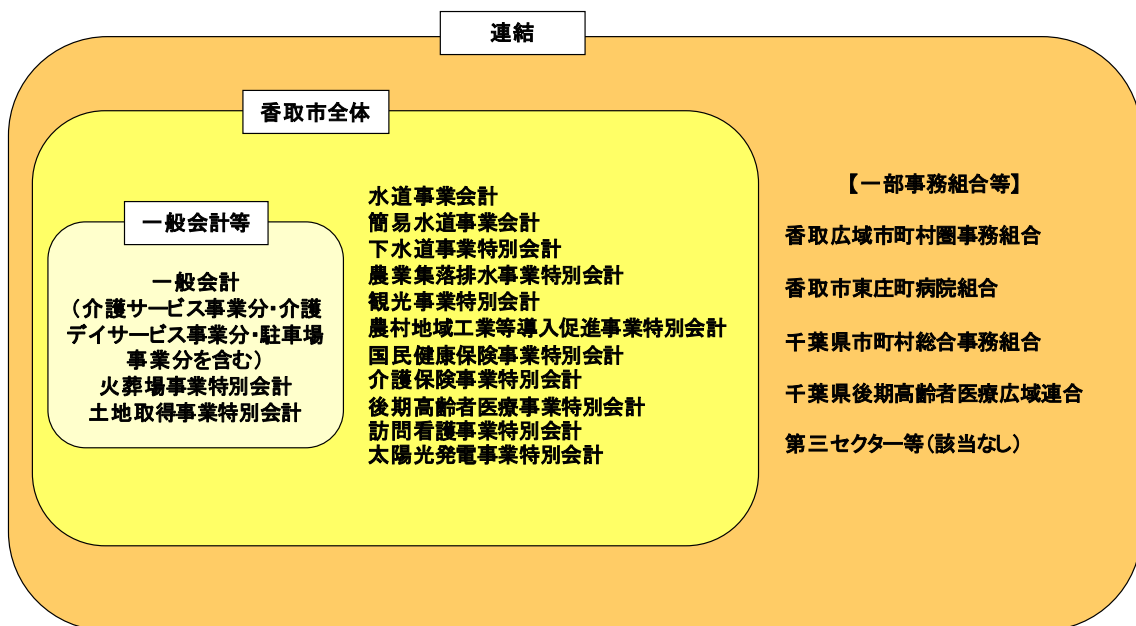 連結
香取市全体
一般会計等
一般会計
（介護サービス事業分・介護
デイサービス事業分・駐車場
事業分を含む）
火葬場事業特別会計
土地取得事業特別会計
水道事業会計
簡易水道事業会計
下水道事業特別会計
農業集落排水事業特別会計
観光事業特別会計
農村地域工業等導入促進事業特別会計
国民健康保険事業特別会計
介護保険事業特別会計
後期高齢者医療事業特別会計
訪問看護事業特別会計
太陽光発電事業特別会計
【一部事務組合等】
香取広域市町村圏事務組合
香取市東庄町病院組合
千葉県市町村総合事務組合
千葉県後期高齢者医療広域連合
第三セクター等（該当なし）